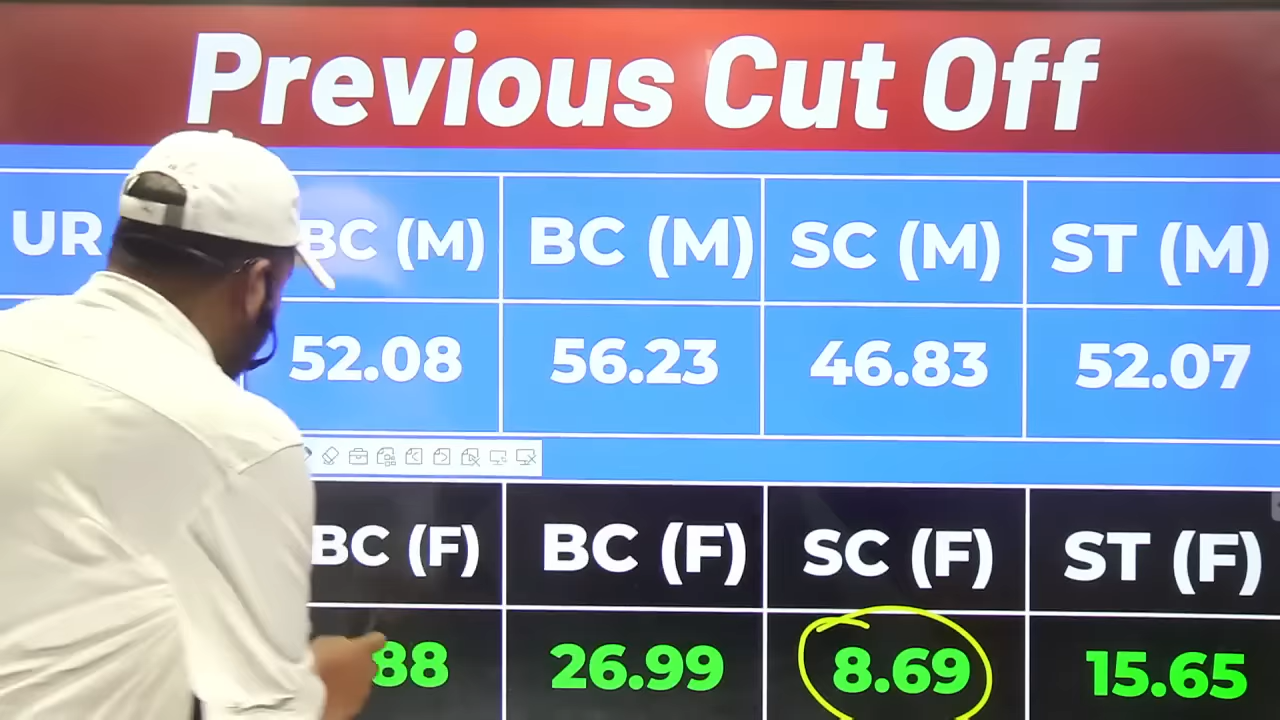 Previous Cut Off
UR BC (M) BC (M) SC (M) ST (M)
52.08 56.23 46.83 52.07
BC (F) BC (F) SC (F) ST (F)
88 26.99 8.69 15.65